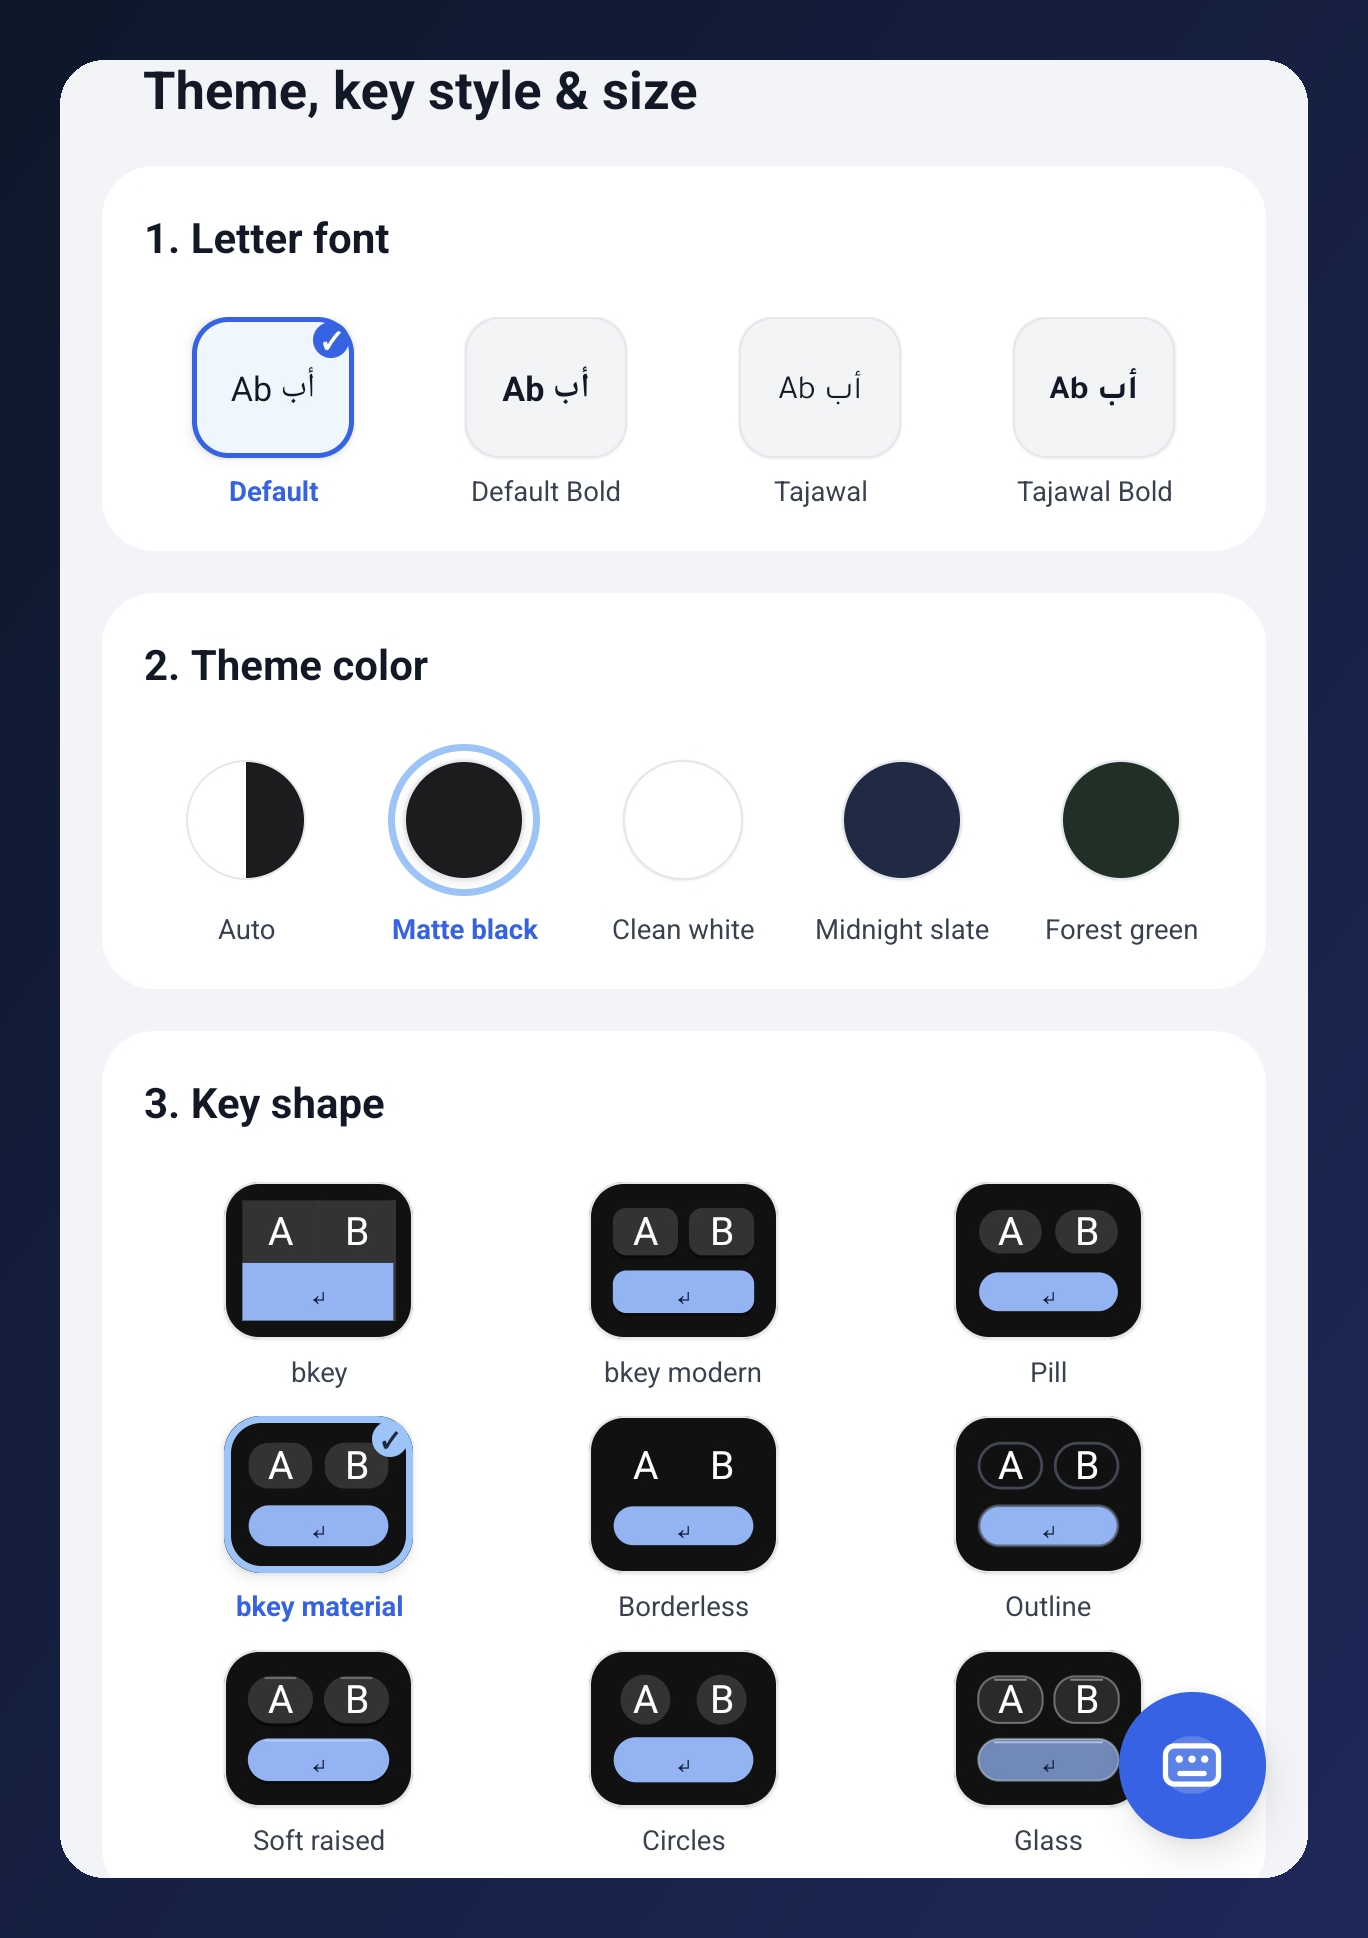 Theme, key style & size
1. Letter font
Ab أب
Ab أب
Ab أب
Ab أب
Default
Default Bold
Tajawal
Tajawal Bold
2. Theme color
Auto
Matte black
Clean white
Midnight slate
Forest green
3. Key shape
A B
A B
A B
bkey
bkey modern
Pill
A B
A B
A B
bkey material
Borderless
Outline
A B
A B
A B
Soft raised
Circles
Glass